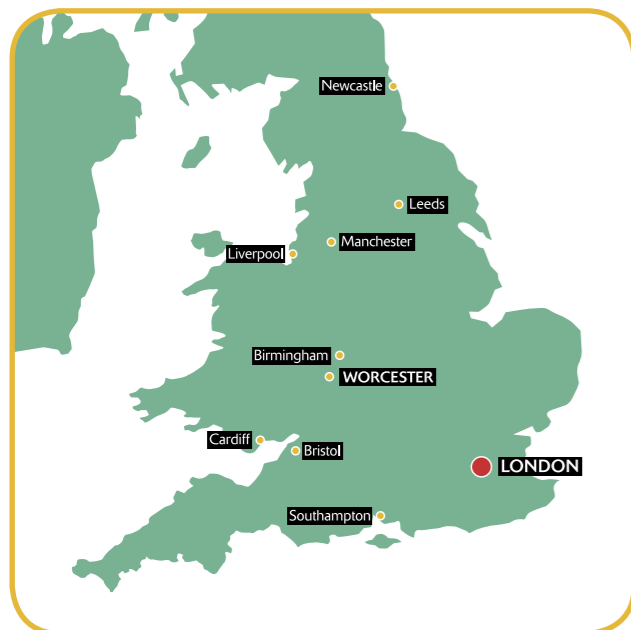 Newcastle
Leeds
Manchester
Liverpool
Birmingham
WORCESTER
Cardiff
Bristol
LONDON
Southampton